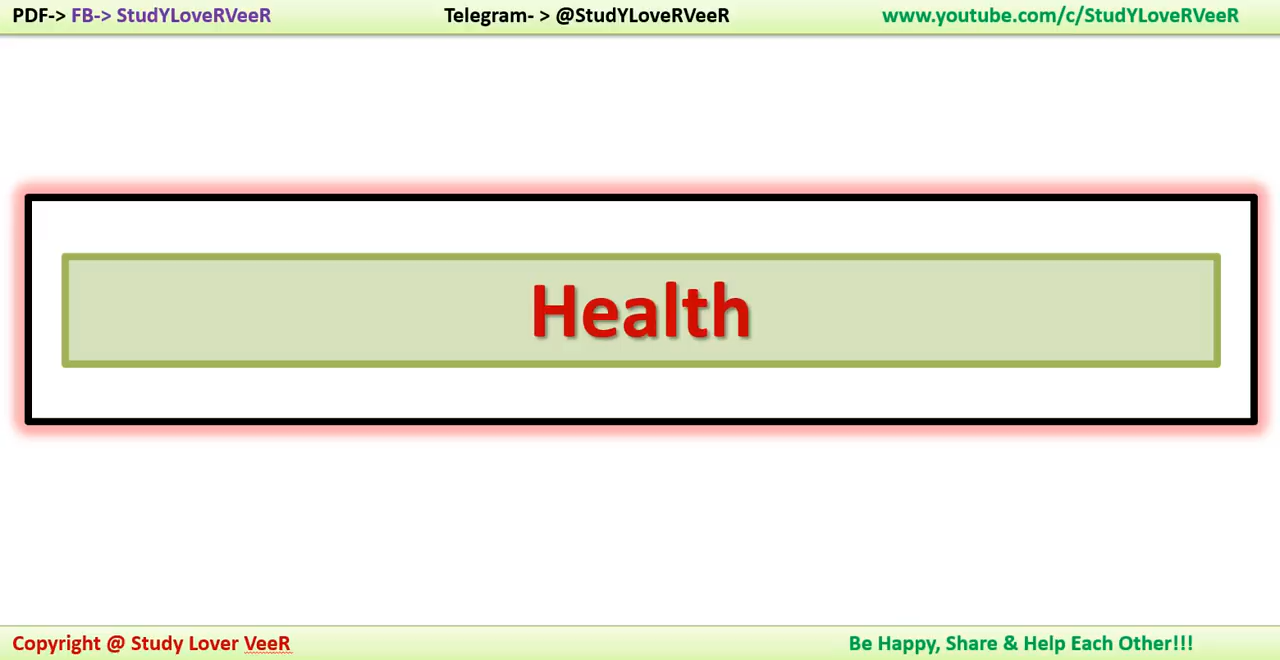 PDF-> FB-> StudYLoveRVeeR Telegram- > @StudYLoveRVeeR www.youtube.com/c/StudYLoveRVeeR
Health
Copyright @ Study Lover VeeR Be Happy, Share & Help Each Other!!!